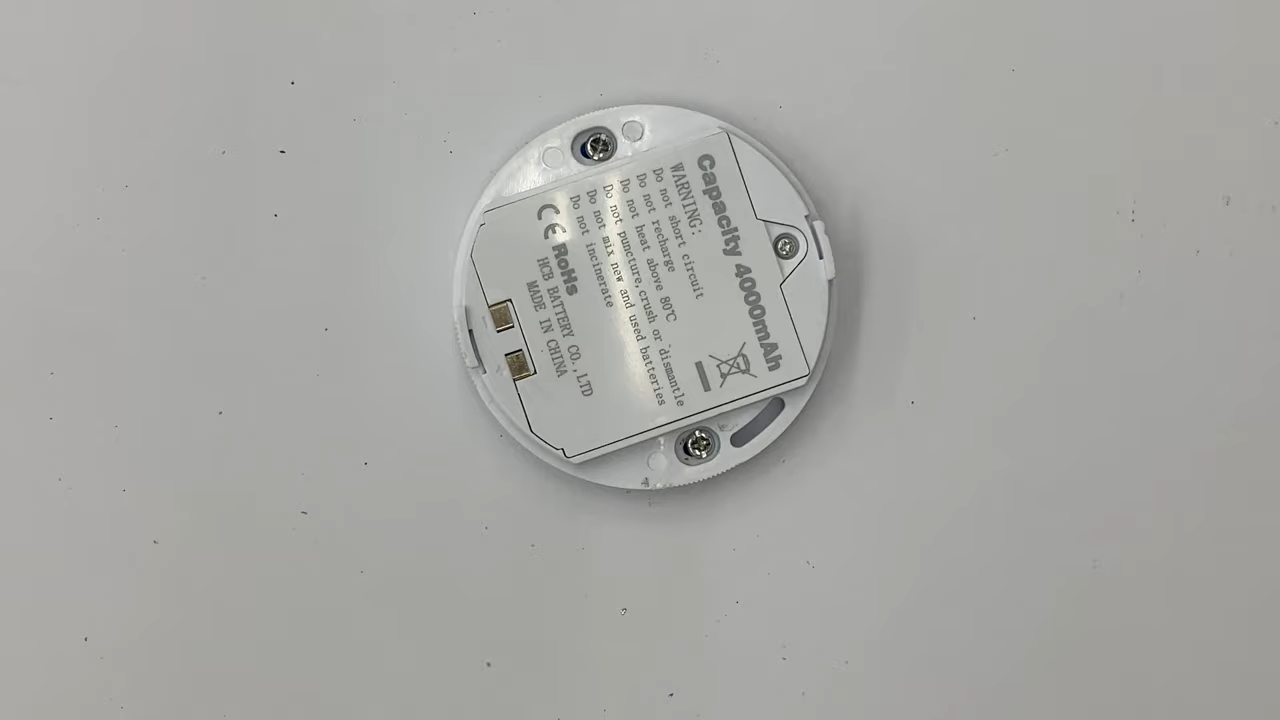 Capacity 4000mAh
WARNING:
Do not short circuit
Do not recharge
Do not heat above 80℃
Do not puncture, crush or dismantle
Do not mix new and used batteries
Do not incinerate
CE RoHs
HCB BATTERY CO., LTD
MADE IN CHINA